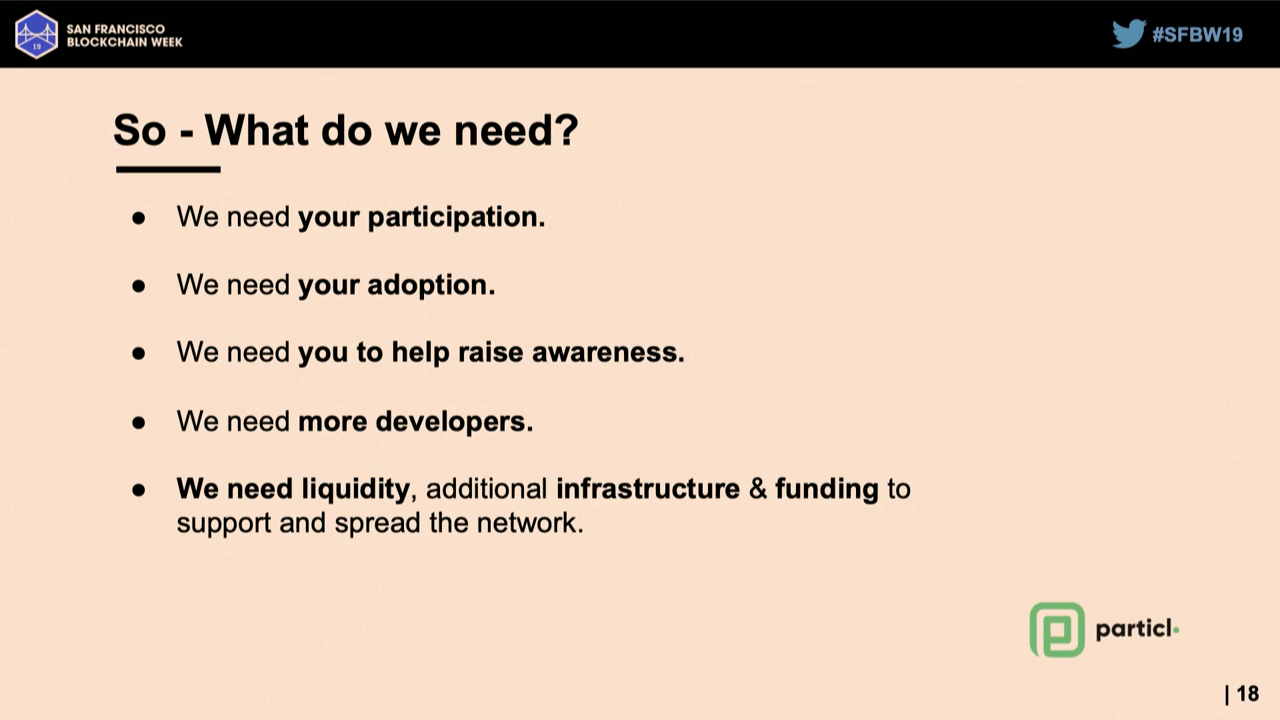 SAN FRANCISCO
BLOCKCHAIN WEEK
19
#SFBW19
So - What do we need?
● We need your participation.
● We need your adoption.
● We need you to help raise awareness.
● We need more developers.
● We need liquidity, additional infrastructure & funding to
support and spread the network.
particl
| 18